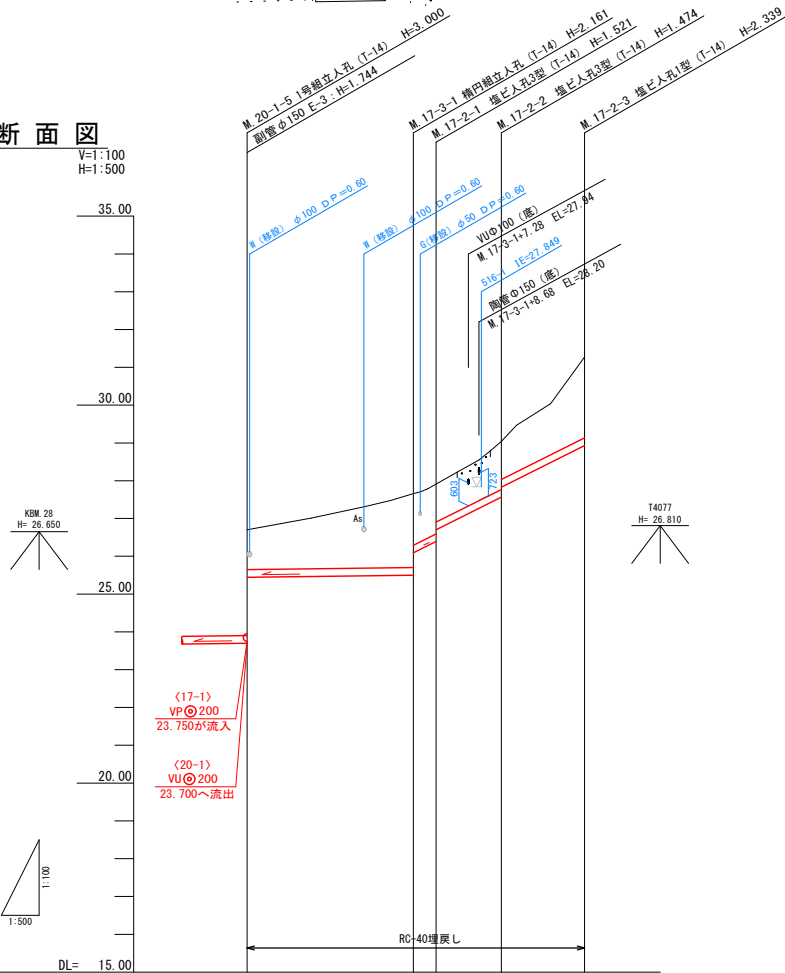 M.20-1-5 1号組立人孔 (T-14) H=3.000
副管φ150 E-3 : H=1.744
M.17-3-1 楕円組立人孔 (T-14) H=2.161
M.17-2-1 塩ビ人孔3型 (T-14) H=1.521
M.17-2-2 塩ビ人孔3型 (T-14) H=1.474
M.17-2-3 塩ビ人孔1型 (T-14) H=2.339
断面図
V=1:100
H=1:500
W (移設) φ100 DP=0.60
W (移設) φ100 DP=0.60
G(移設) φ50 DP=0.60
VUΦ100 (底)
M.17-3-1+7.28 EL=27.94
516-1 IE=27.849
陶管Φ150 (底)
M.17-3-1+8.68 EL=28.20
35.00
30.00
603
723
As
KBM.28
H= 26.650
T4077
H= 26.810
25.00
〈17-1〉
VP◎200
23.750が流入
〈20-1〉
VU◎200
23.700へ流出
20.00
1:100
1:500
RC-40埋戻し
DL= 15.00